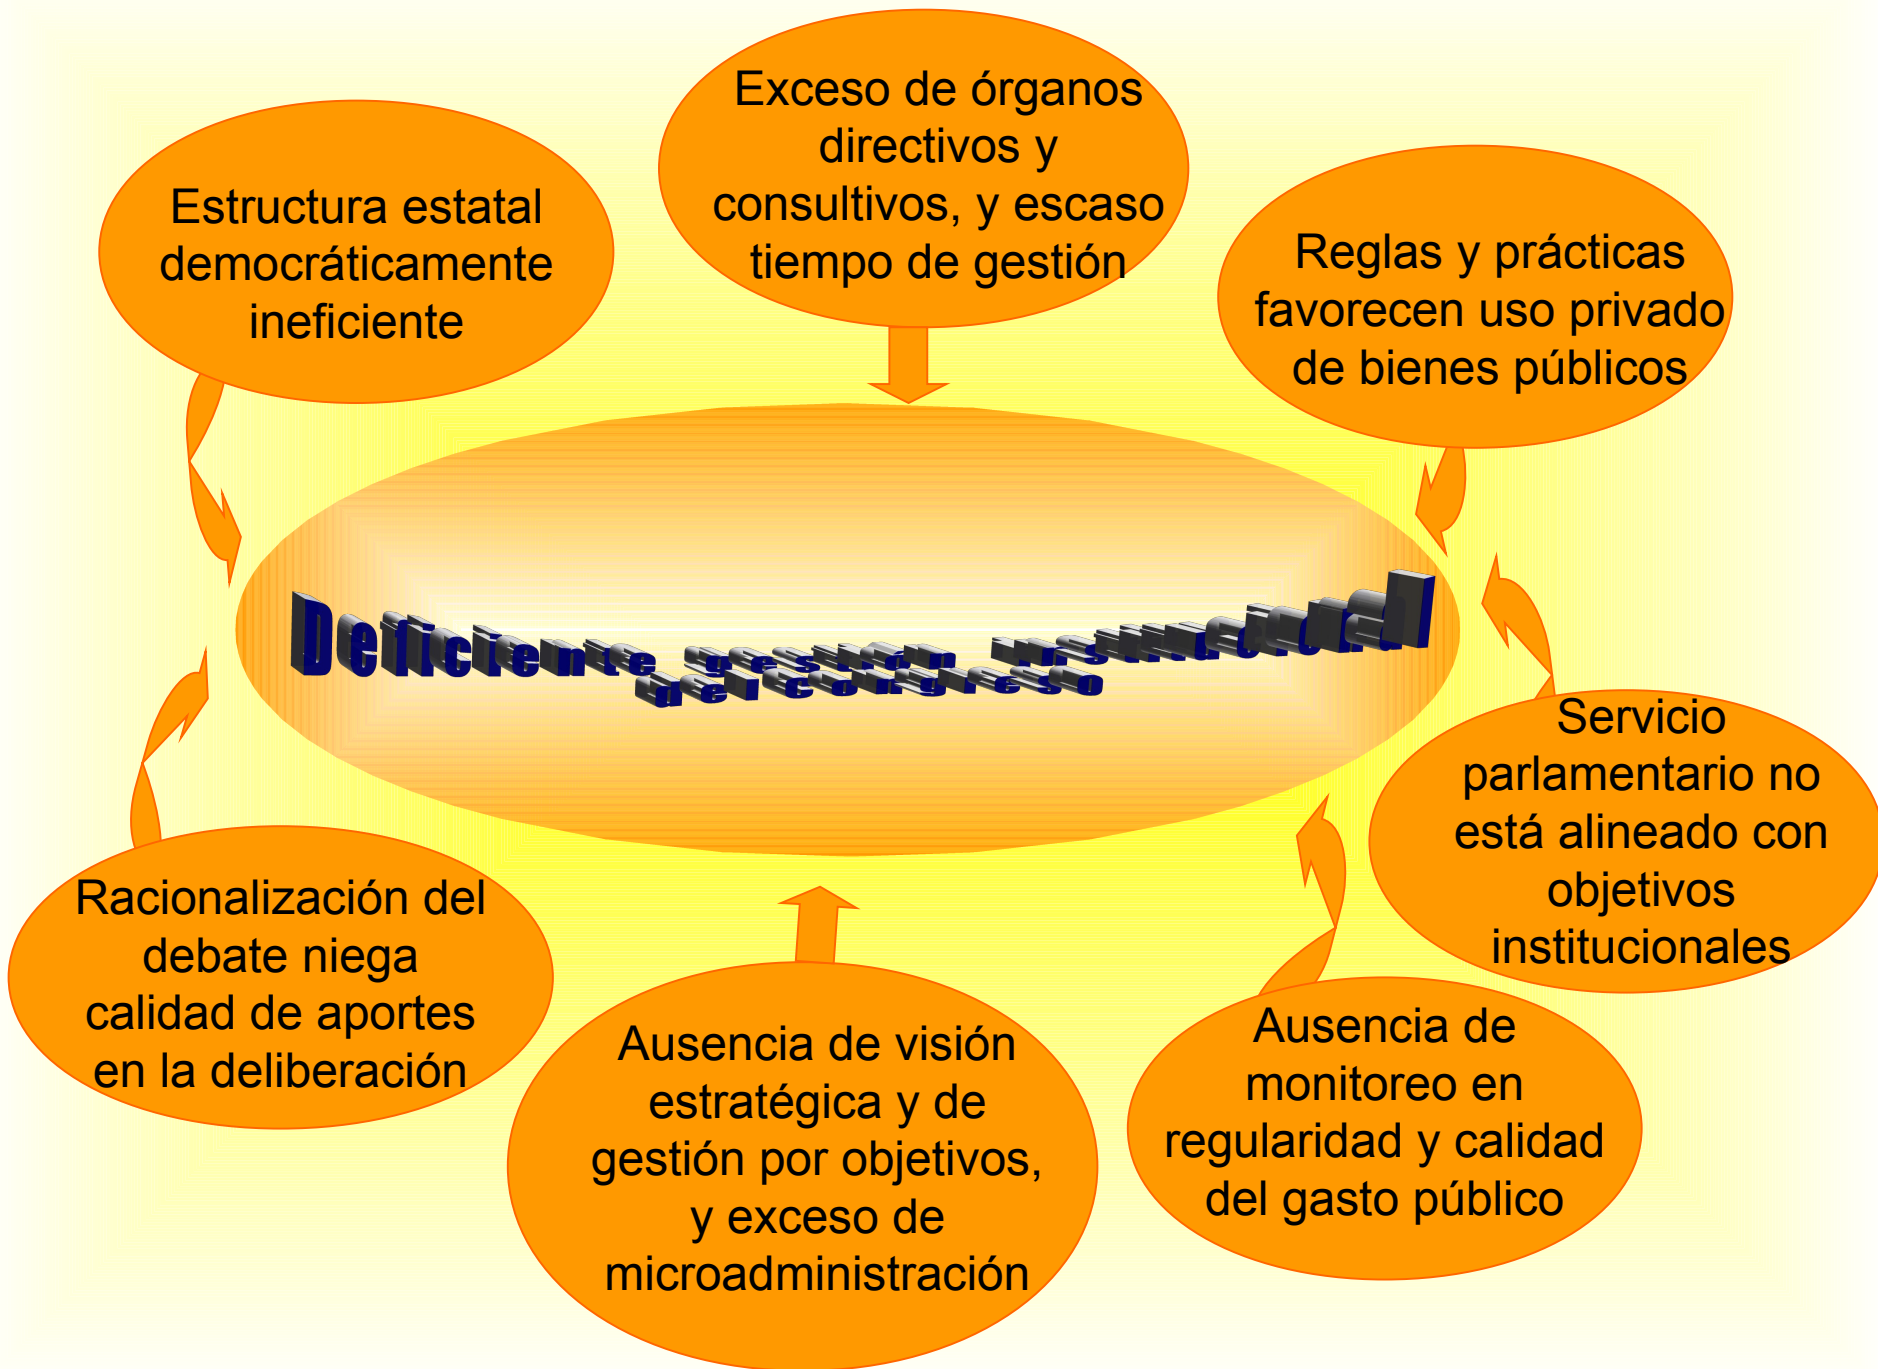 Exceso de órganos
directivos y
consultivos, y escaso
tiempo de gestión
Estructura estatal
democráticamente
ineficiente
Reglas y prácticas
favorecen uso privado
de bienes públicos
Deficiente gestión institucional
del congreso
Servicio
parlamentario no
está alineado con
objetivos
institucionales
Racionalización del
debate niega
calidad de aportes
en la deliberación
Ausencia de visión
estratégica y de
gestión por objetivos,
y exceso de
microadministración
Ausencia de
monitoreo en
regularidad y calidad
del gasto público